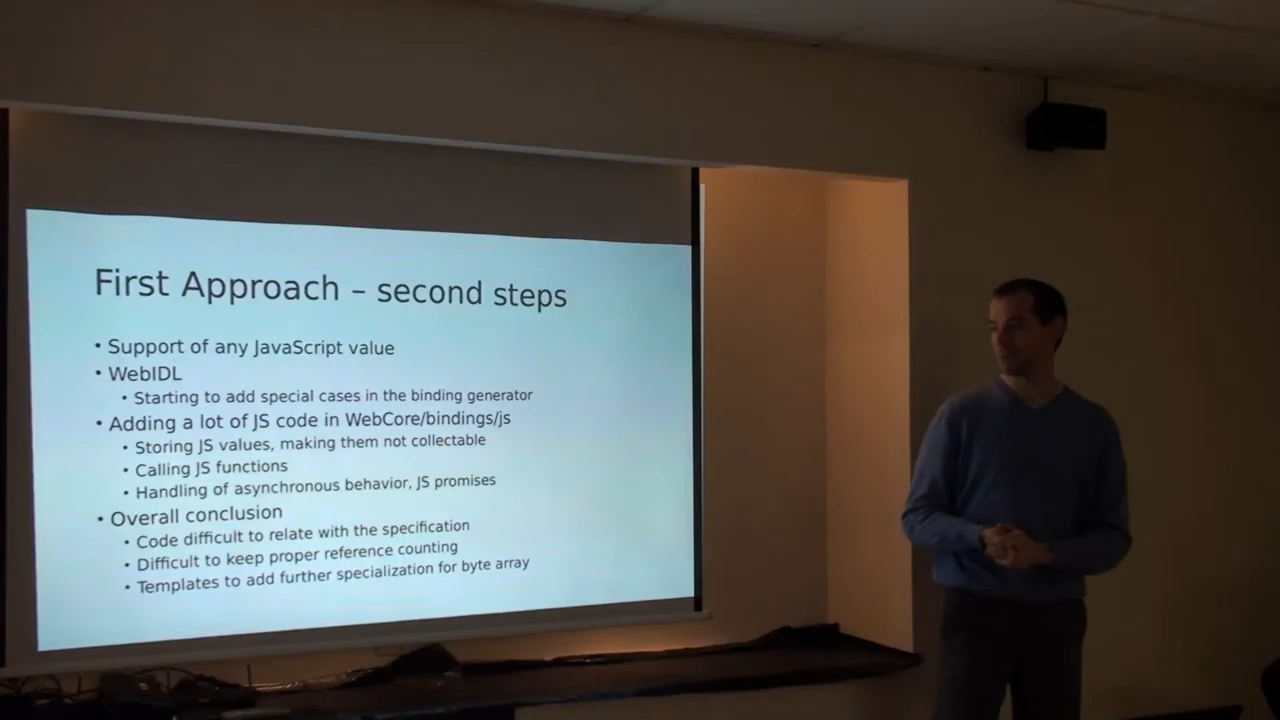 First Approach – second steps
• Support of any JavaScript value
• WebIDL
• Starting to add special cases in the binding generator
• Adding a lot of JS code in WebCore/bindings/js
• Storing JS values, making them not collectable
• Calling JS functions
• Handling of asynchronous behavior, JS promises
• Overall conclusion
• Code difficult to relate with the specification
• Difficult to keep proper reference counting
• Templates to add further specialization for byte array